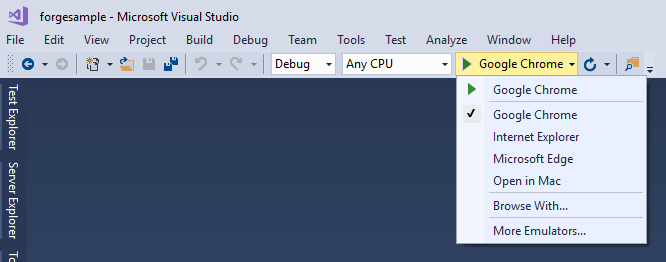 forgesample - Microsoft Visual Studio
File Edit View Project Build Debug Team Tools Test Analyze Window Help
Debug Any CPU Google Chrome
Google Chrome
Google Chrome
Internet Explorer
Microsoft Edge
Open in Mac
Browse With...
More Emulators...
Test Explorer
Server Explorer